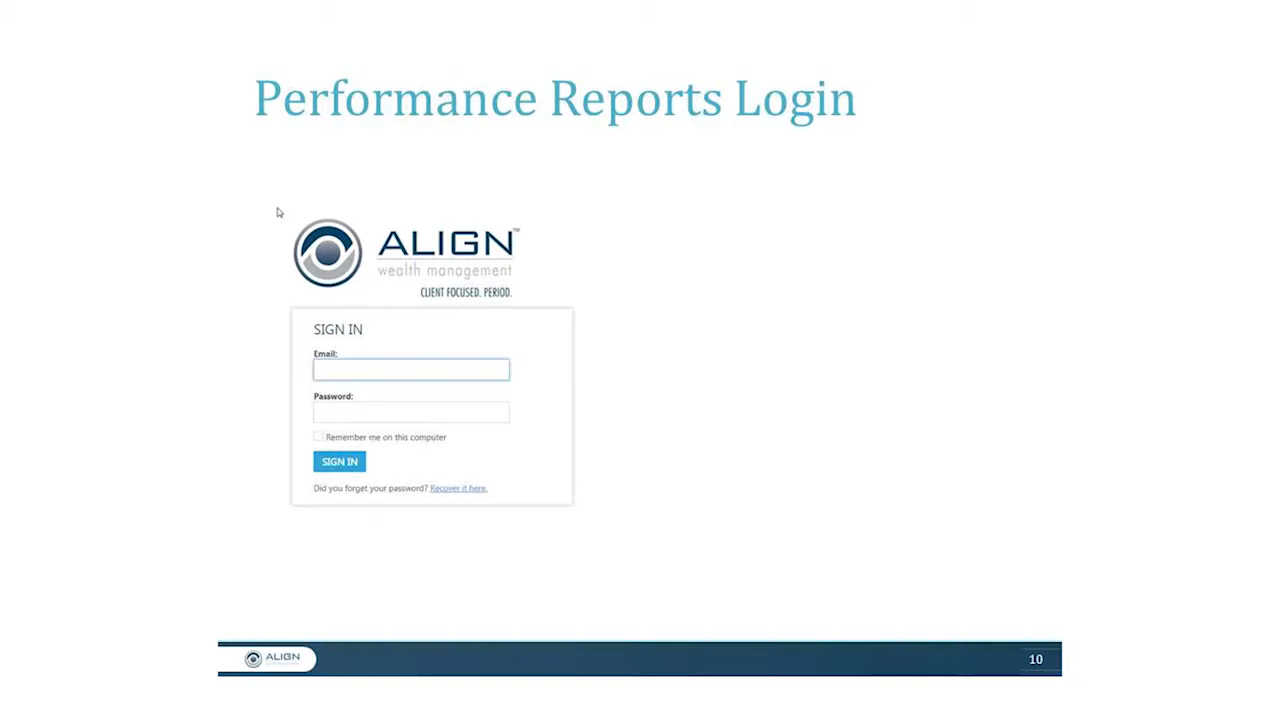 Performance Reports Login
ALIGN™
wealth management
CLIENT FOCUSED. PERIOD.
SIGN IN
Email:
Password:
Remember me on this computer
SIGN IN
Did you forget your password? Recover it here.
ALIGN
10